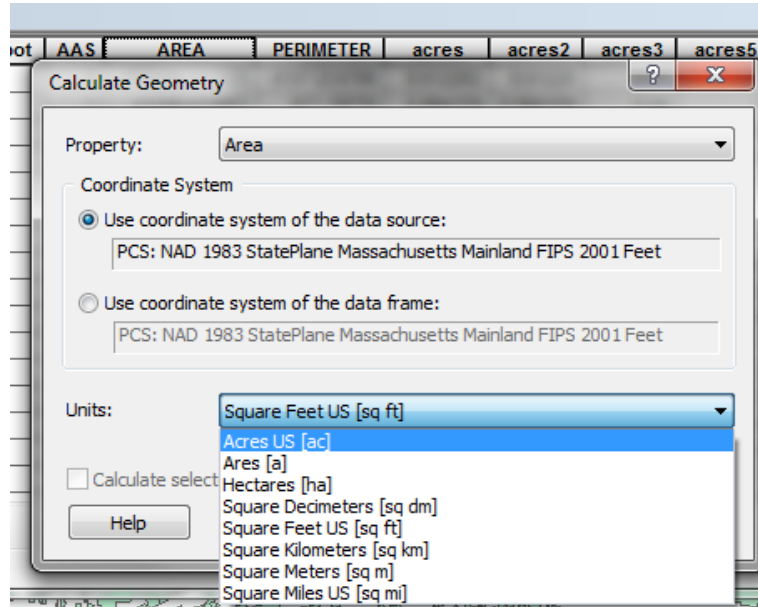 AAS AREA PERIMETER acres acres2 acres3 acres5
Calculate Geometry
Property: Area
Coordinate System
Use coordinate system of the data source:
PCS: NAD 1983 StatePlane Massachusetts Mainland FIPS 2001 Feet
Use coordinate system of the data frame:
PCS: NAD 1983 StatePlane Massachusetts Mainland FIPS 2001 Feet
Units: Square Feet US [sq ft]
Acres US [ac]
Ares [a]
Calculate select
Hectares [ha]
Square Decimeters [sq dm]
Help
Square Feet US [sq ft]
Square Kilometers [sq km]
Square Meters [sq m]
Square Miles US [sq mi]